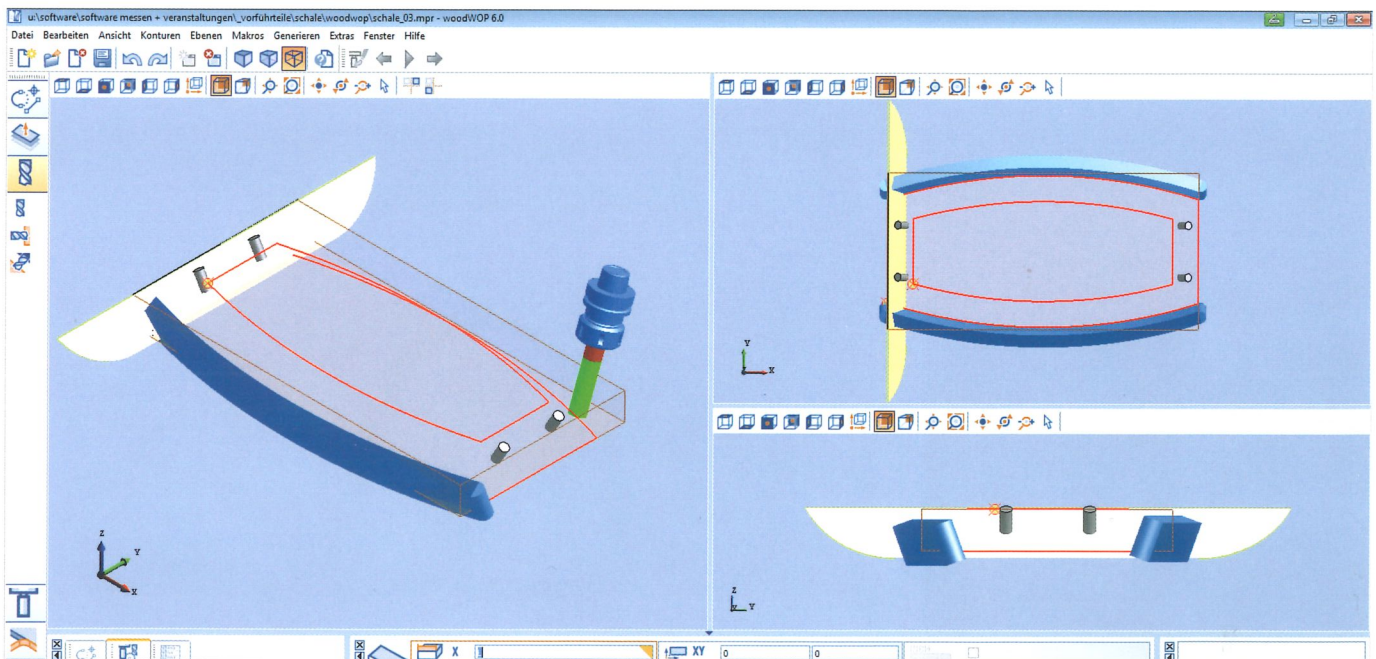 u:\software\software messen + veranstaltungen\_vorführteile\schale\woodwop\schale_03.mpr - woodWOP 6.0
Datei Bearbeiten Ansicht Konturen Ebenen Makros Generieren Extras Fenster Hilfe
Y
X
Z
Y
X
Z
Y
X
XY
0
0